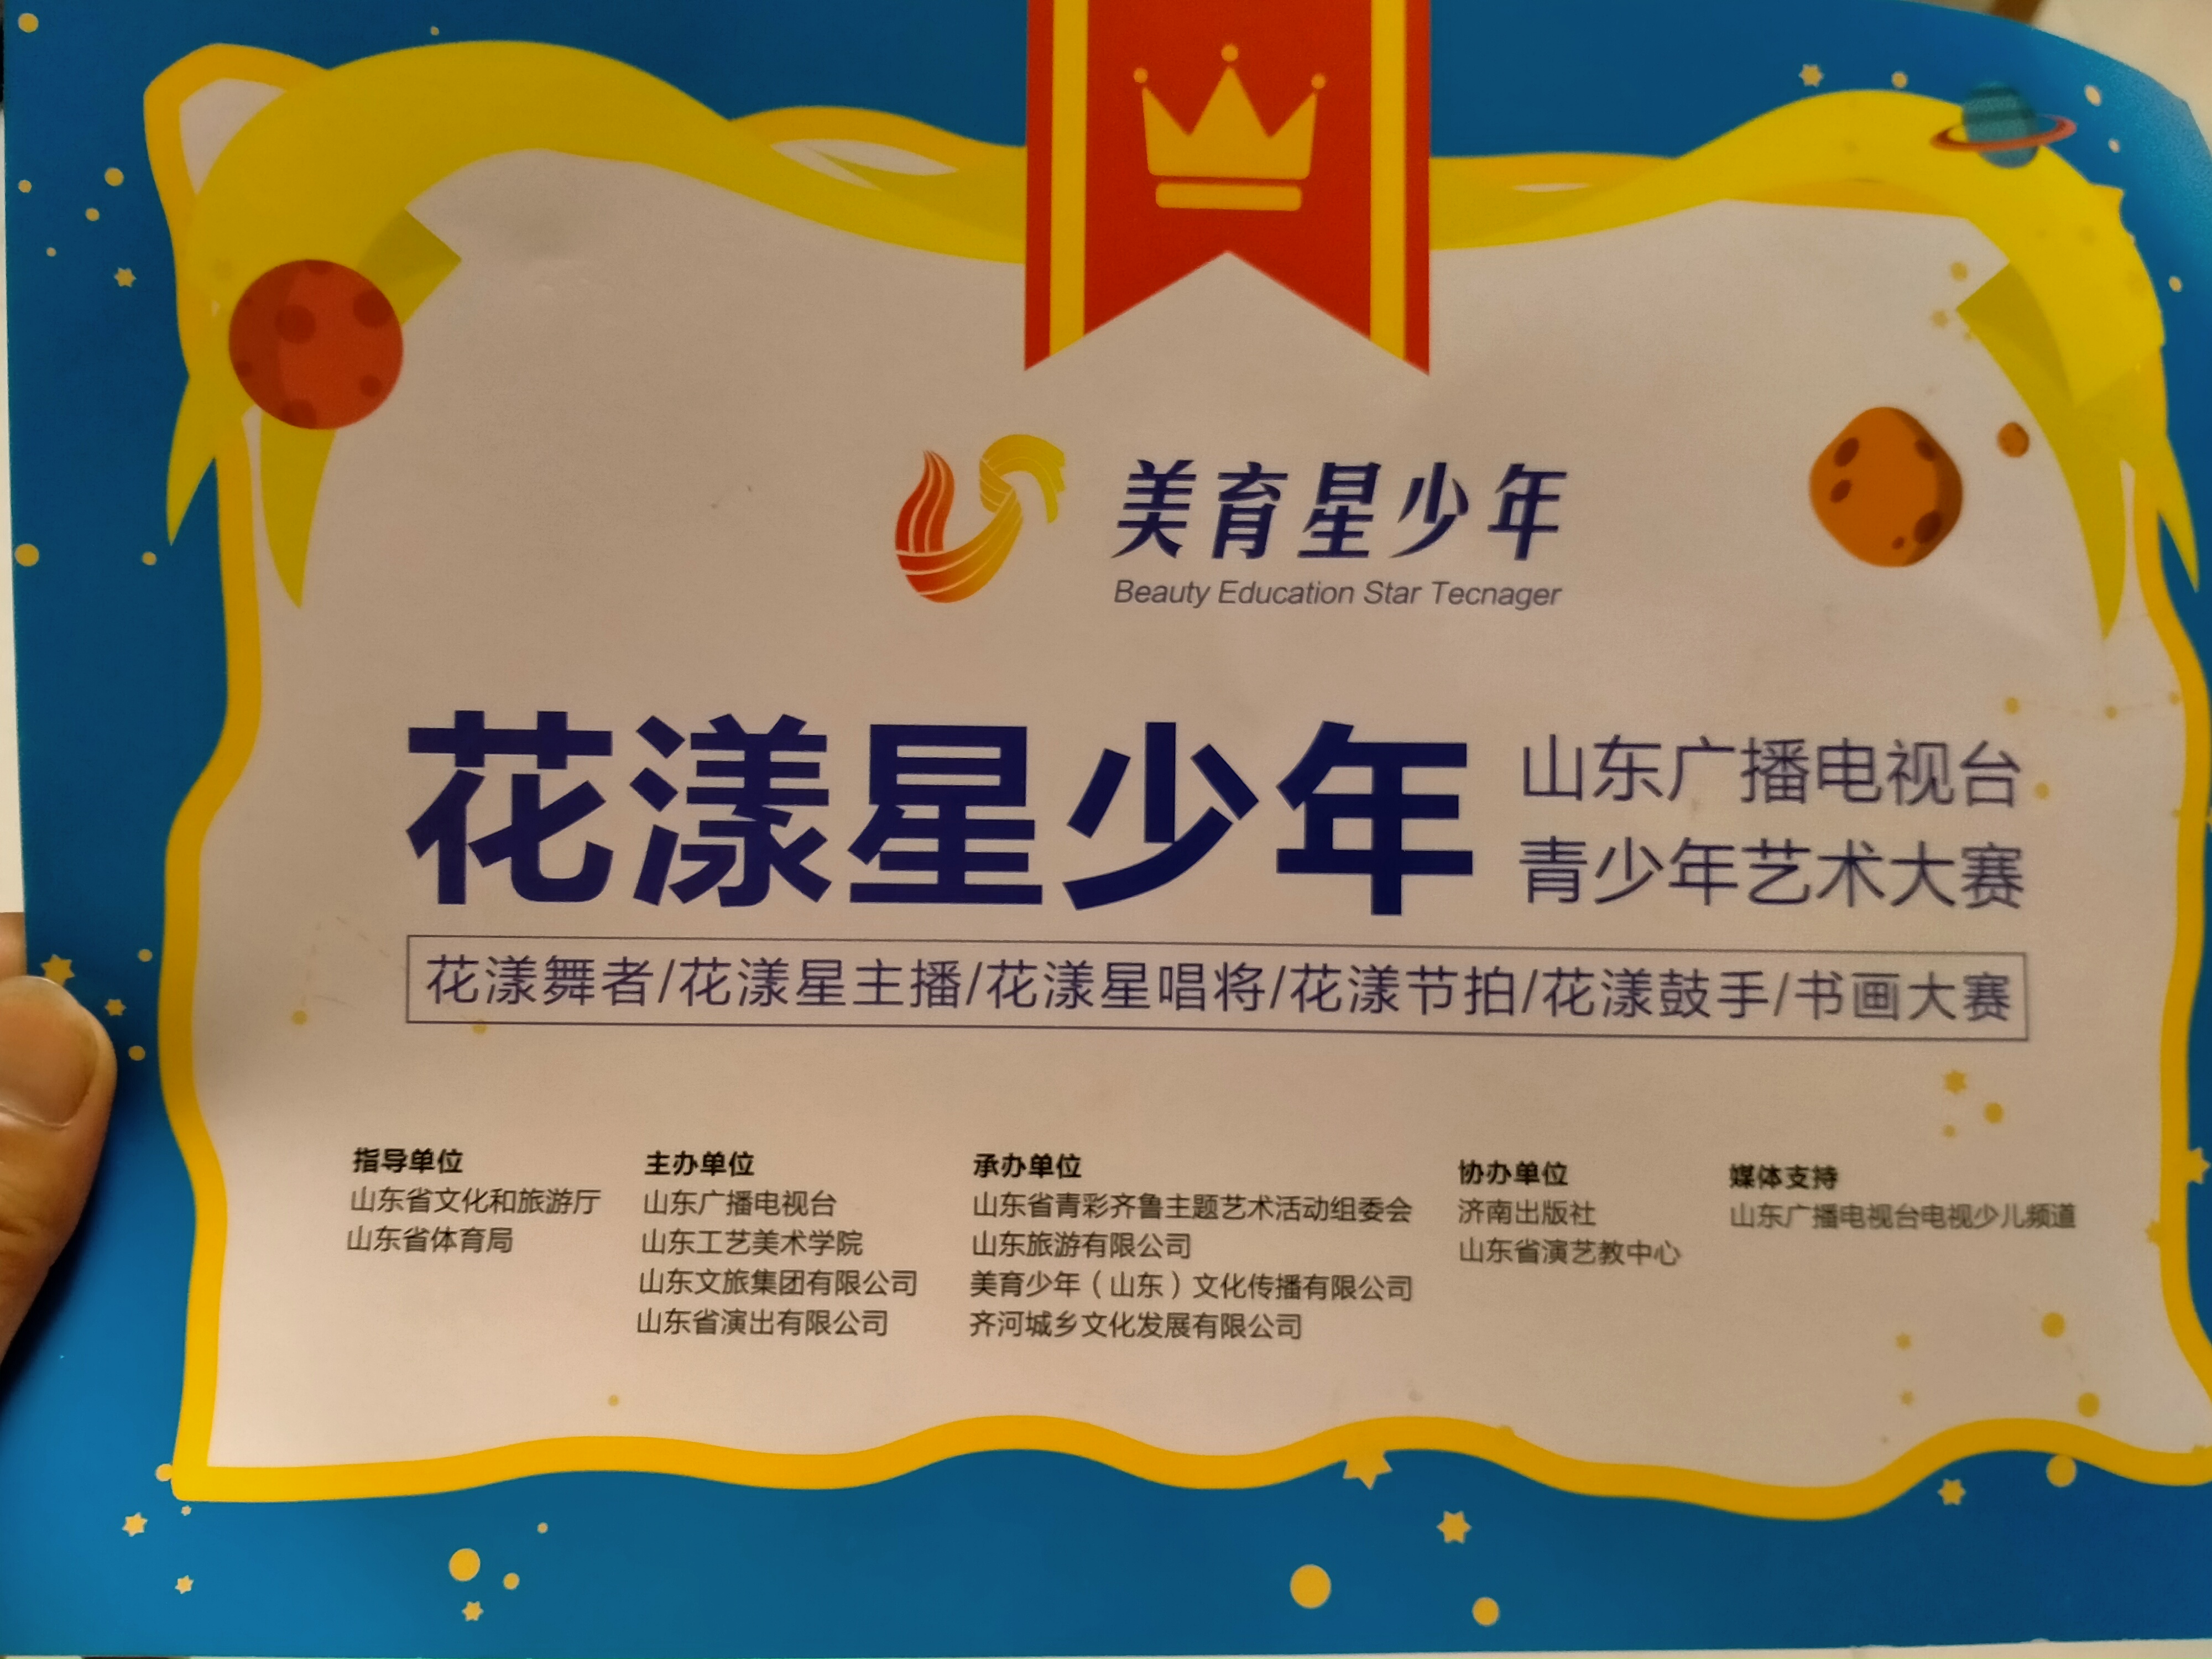 美育星少年
Beauty Education Star Tecnager
花漾星少年
山东广播电视台
青少年艺术大赛
花漾舞者/花漾星主播/花漾星唱将/花漾节拍/花漾鼓手/书画大赛
指导单位
山东省文化和旅游厅
山东省体育局
主办单位
山东广播电视台
山东工艺美术学院
山东文旅集团有限公司
山东省演出有限公司
承办单位
山东省青彩齐鲁主题艺术活动组委会
山东旅游有限公司
美育少年（山东）文化传播有限公司
齐河城乡文化发展有限公司
协办单位
济南出版社
山东省演艺教中心
媒体支持
山东广播电视台电视少儿频道